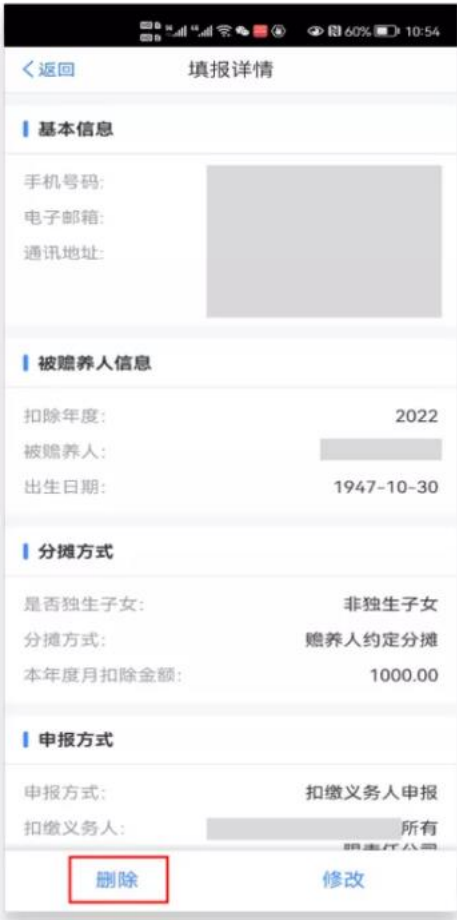 60% 10:54
返回 填报详情
基本信息
手机号码:
电子邮箱:
通讯地址:
被赡养人信息
扣除年度: 2022
被赡养人:
出生日期: 1947-10-30
分摊方式
是否独生子女: 非独生子女
分摊方式: 赡养人约定分摊
本年度月扣除金额: 1000.00
申报方式
申报方式: 扣缴义务人申报
扣缴义务人: 所有
限责任公司
删除 修改